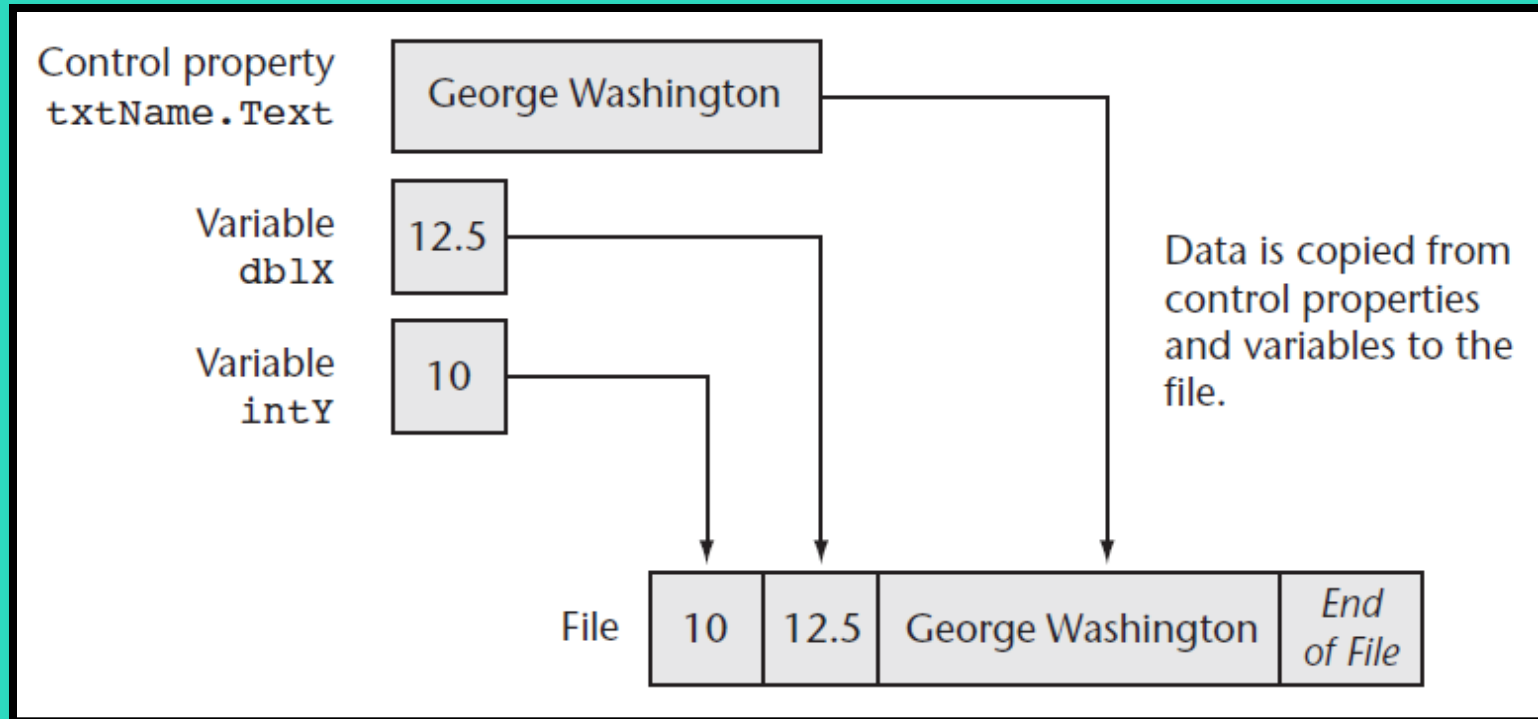 Control property
txtName.Text
George Washington
Variable
dblX
12.5
Variable
intY
10
Data is copied from
control properties
and variables to the
file.
File
10
12.5
George Washington
End
of File